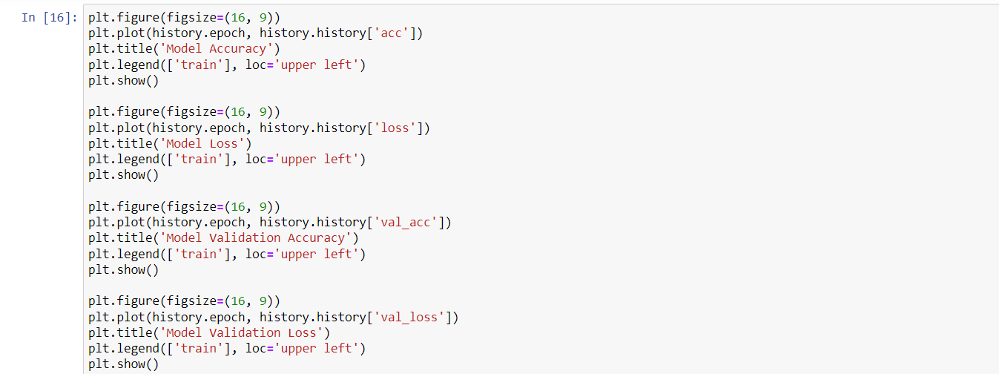 In [16]: plt.figure(figsize=(16, 9))
plt.plot(history.epoch, history.history['acc'])
plt.title('Model Accuracy')
plt.legend(['train'], loc='upper left')
plt.show()

plt.figure(figsize=(16, 9))
plt.plot(history.epoch, history.history['loss'])
plt.title('Model Loss')
plt.legend(['train'], loc='upper left')
plt.show()

plt.figure(figsize=(16, 9))
plt.plot(history.epoch, history.history['val_acc'])
plt.title('Model Validation Accuracy')
plt.legend(['train'], loc='upper left')
plt.show()

plt.figure(figsize=(16, 9))
plt.plot(history.epoch, history.history['val_loss'])
plt.title('Model Validation Loss')
plt.legend(['train'], loc='upper left')
plt.show()